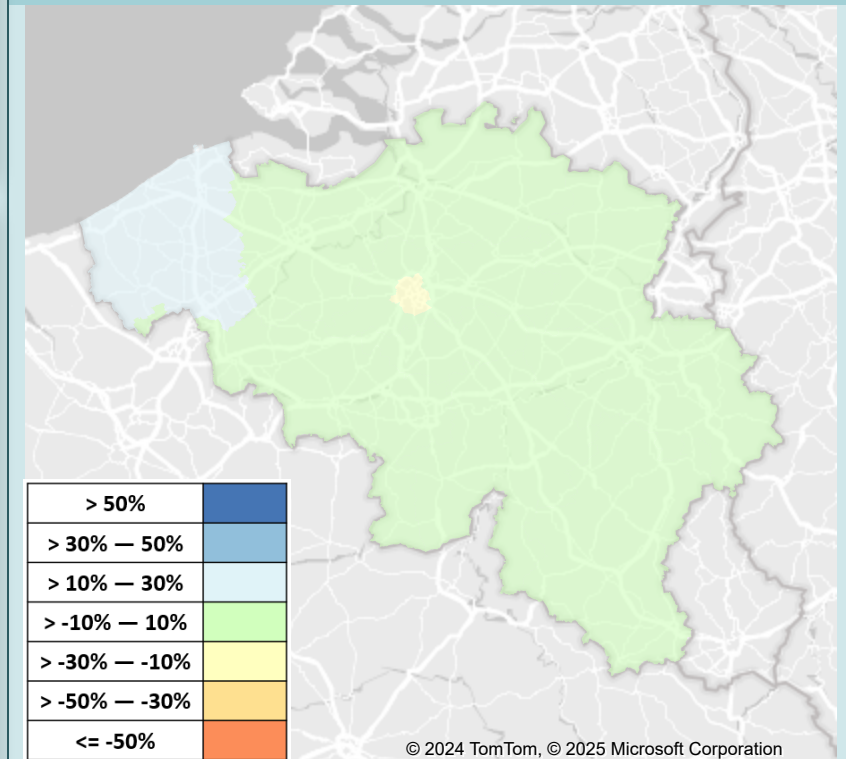 > 50%
> 30% — 50%
> 10% — 30%
> -10% — 10%
> -30% — -10%
> -50% — -30%
<= -50%
© 2024 TomTom, © 2025 Microsoft Corporation